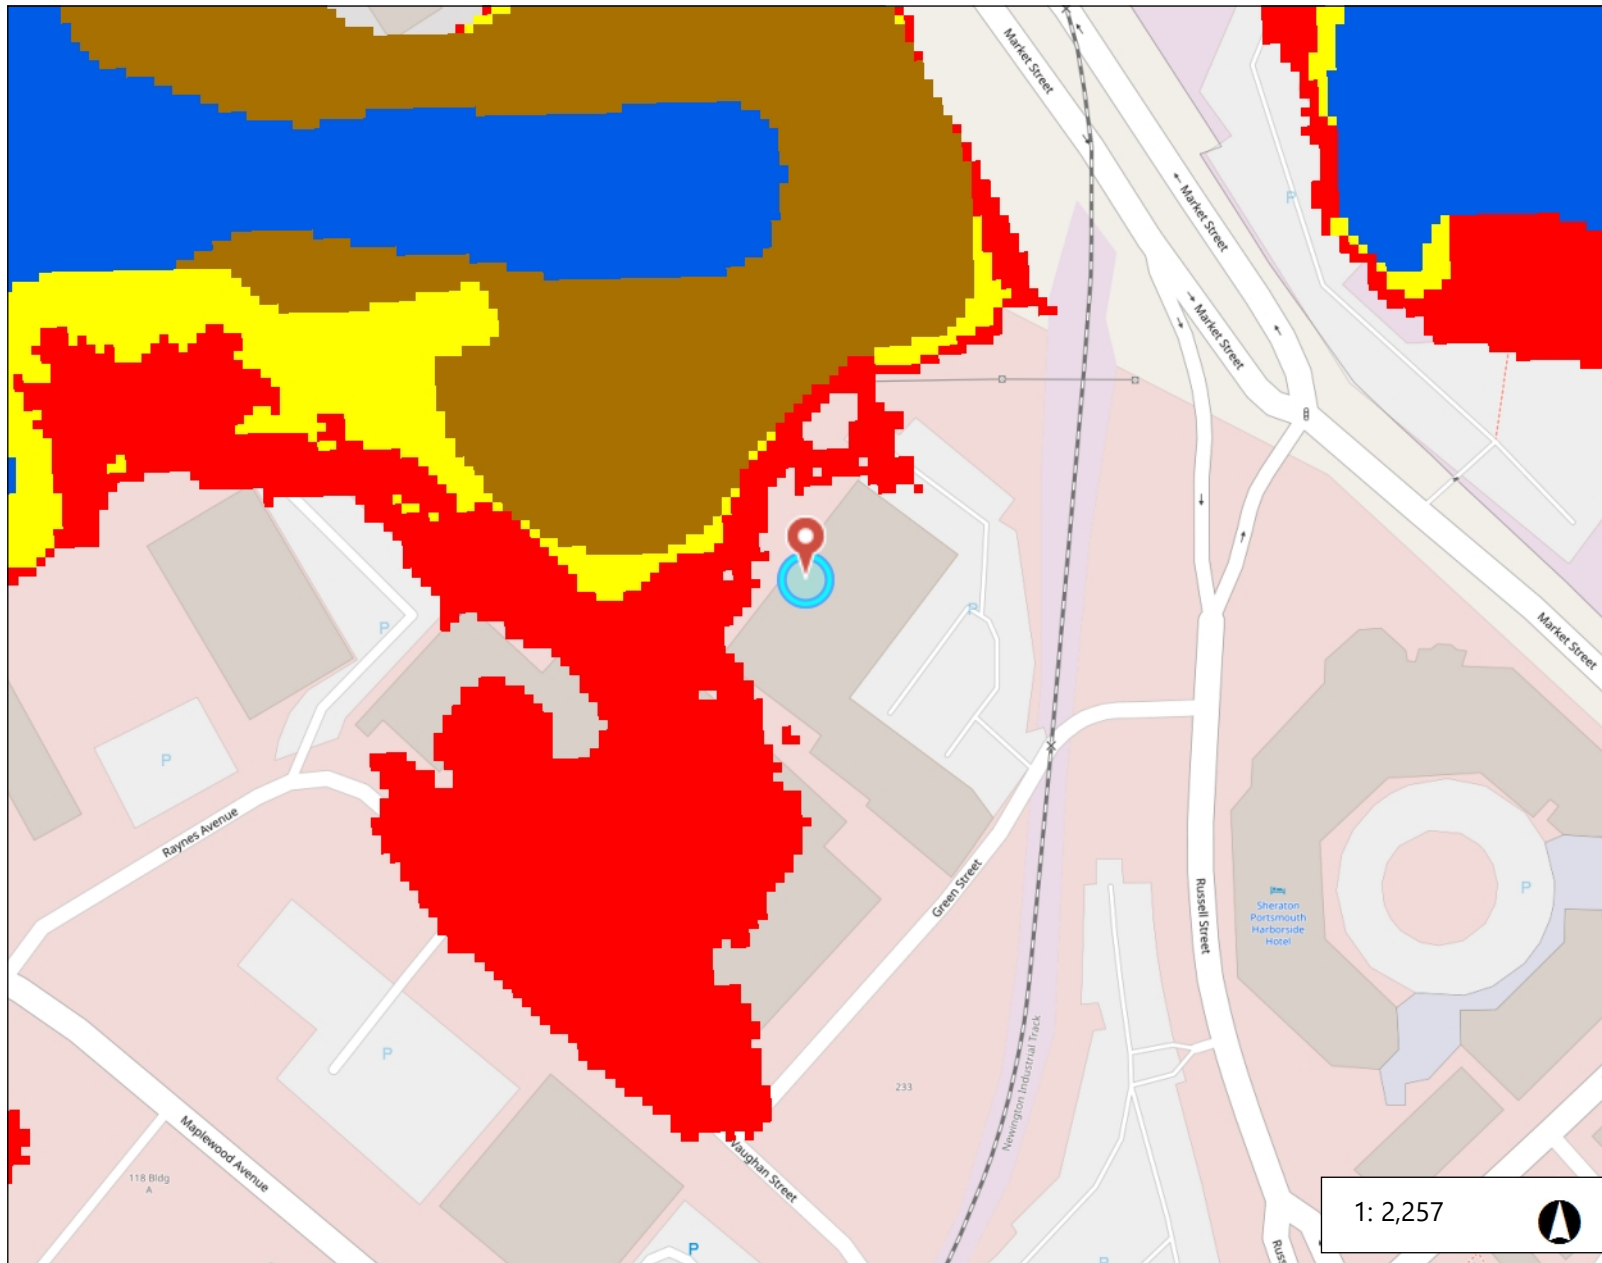 Market Street
P
Market Street
Market Street
P
P
P
Market Street
Raynes Avenue
Green Street
Russell Street
Sheraton
Portsmouth
Harborside
Hotel
P
P
Newington Industrial Track
233
Maplewood Avenue
118 Bldg
A
Vaughan Street
P
P
Russ
1: 2,257